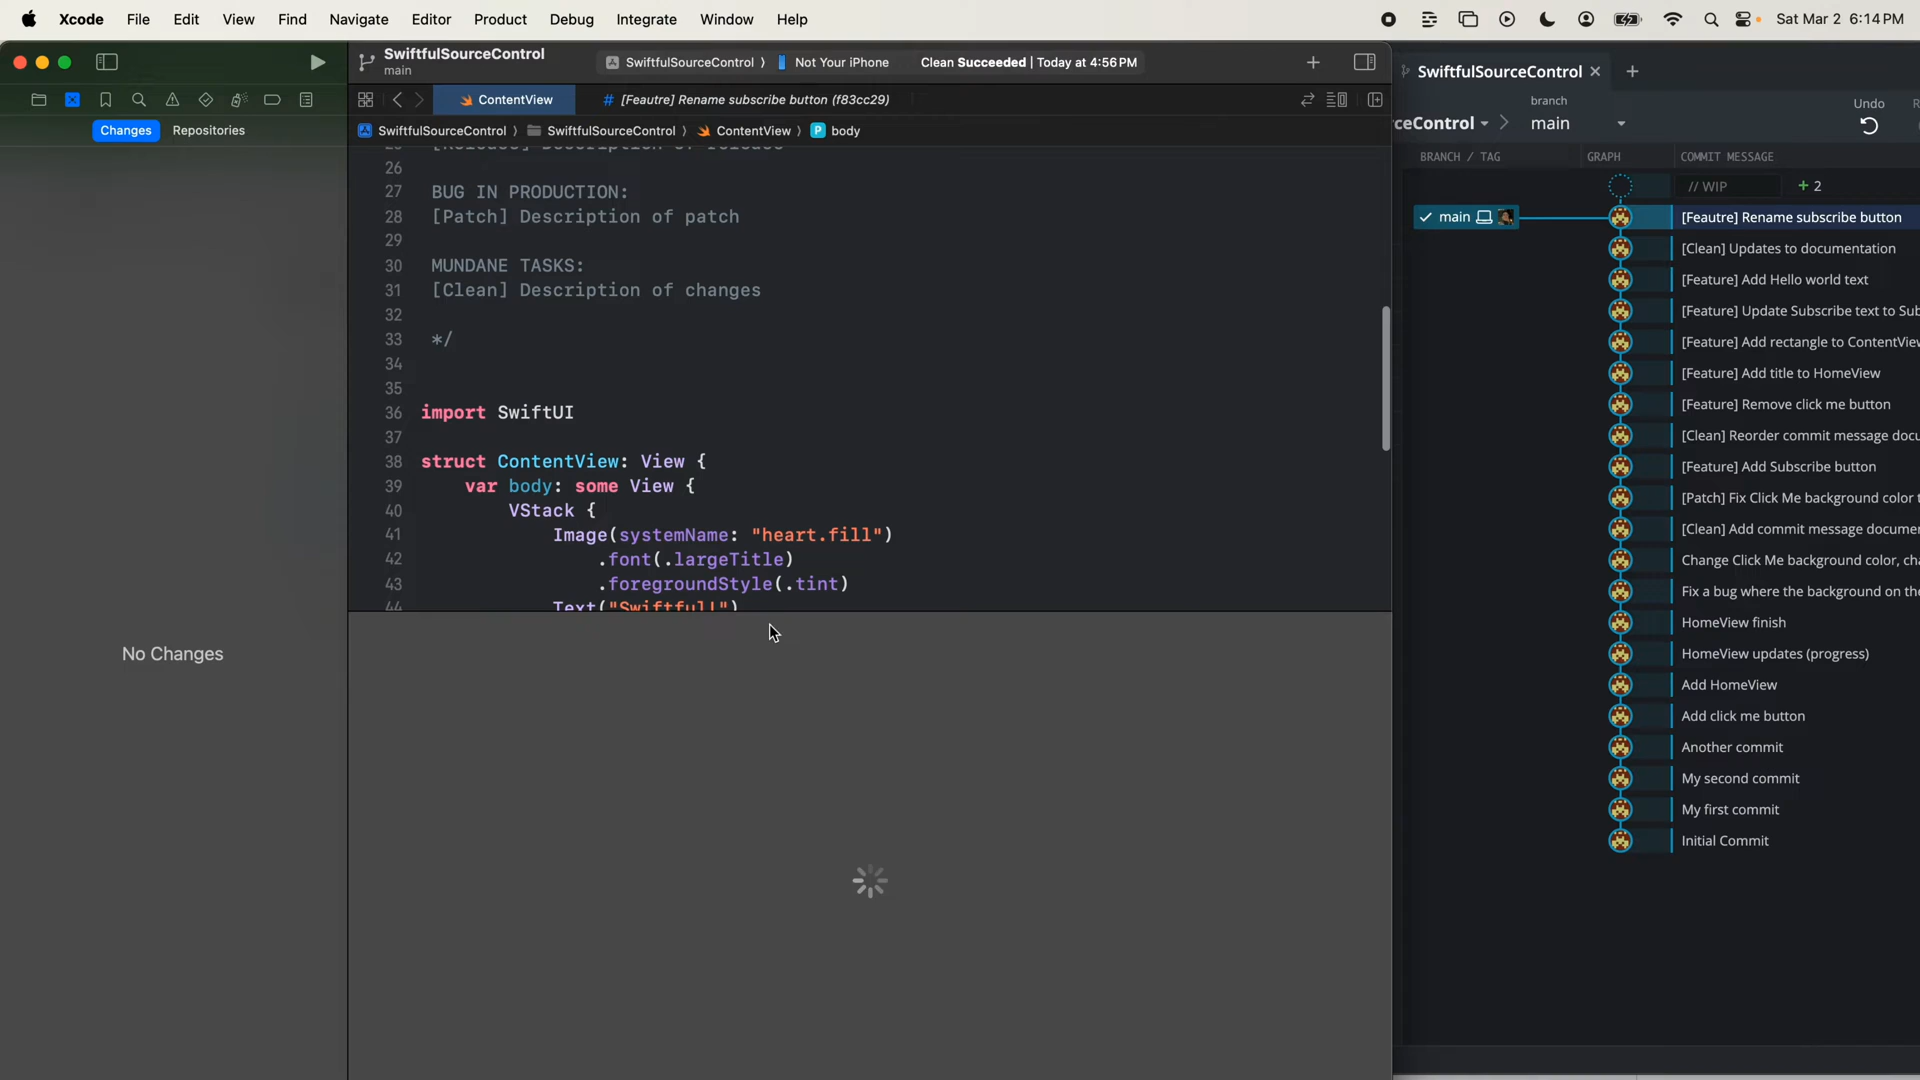 Xcode File Edit View Find Navigate Editor Product Debug Integrate Window Help Sat Mar 2 6:14 PM
SwiftfulSourceControl
main
SwiftfulSourceControl 〉 Not Your iPhone Clean Succeeded | Today at 4:56 PM
ContentView
# [Feautre] Rename subscribe button (f83cc29)
Changes Repositories
SwiftfulSourceControl 〉 SwiftfulSourceControl 〉 ContentView 〉 P body
26
27 BUG IN PRODUCTION:
28 [Patch] Description of patch
29
30 MUNDANE TASKS:
31 [Clean] Description of changes
32
33 */
34
35
36 import SwiftUI
37
38 struct ContentView: View {
39 var body: some View {
40 VStack {
41 Image(systemName: "heart.fill")
42 .font(.largeTitle)
43 .foregroundStyle(.tint)
44 Text("Swiftful!")
No Changes
SwiftfulSourceControl
branch
main
Undo
BRANCH / TAG GRAPH COMMIT MESSAGE
// WIP + 2
main [Feautre] Rename subscribe button
[Clean] Updates to documentation
[Feature] Add Hello world text
[Feature] Update Subscribe text to Sub
[Feature] Add rectangle to ContentView
[Feature] Add title to HomeView
[Feature] Remove click me button
[Clean] Reorder commit message docu
[Feature] Add Subscribe button
[Patch] Fix Click Me background color t
[Clean] Add commit message documen
Change Click Me background color, cha
Fix a bug where the background on the
HomeView finish
HomeView updates (progress)
Add HomeView
Add click me button
Another commit
My second commit
My first commit
Initial Commit